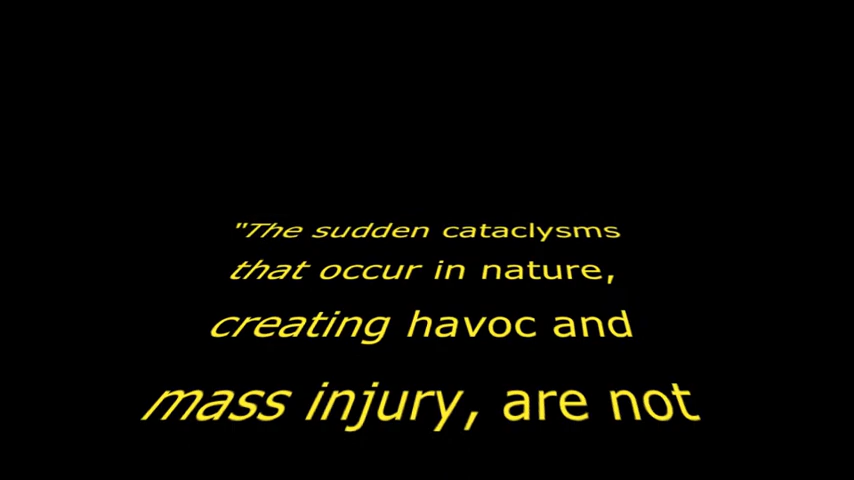 "The sudden cataclysms
that occur in nature,
creating havoc and
mass injury, are not